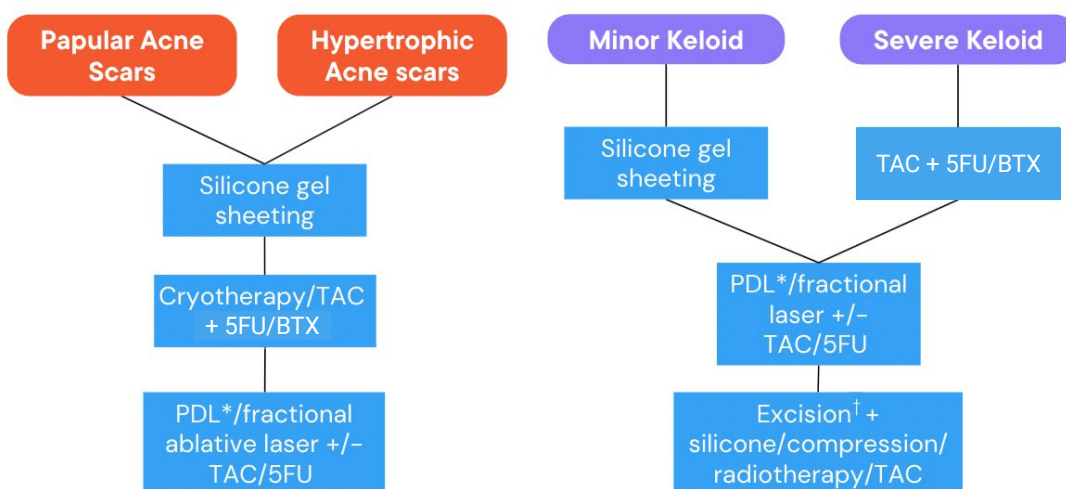 Papular Acne
Scars
Hypertrophic
Acne scars
Minor Keloid
Severe Keloid
Silicone gel
sheeting
Cryotherapy/TAC
+ 5FU/BTX
PDL*/fractional
ablative laser +/-
TAC/5FU
Silicone gel
sheeting
TAC + 5FU/BTX
PDL*/fractional
laser +/-
TAC/5FU
Excision† +
silicone/compression/
radiotherapy/TAC